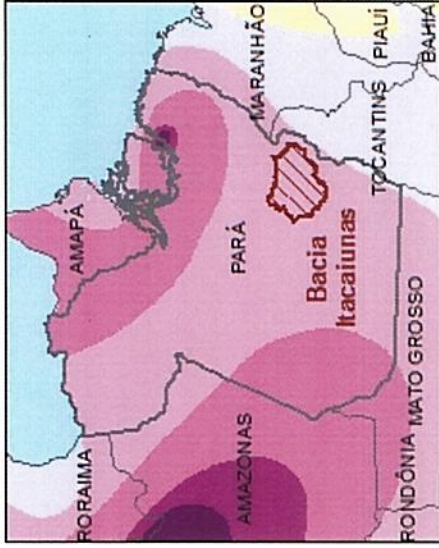 RORAIMA
AMAPÁ
AMAZONAS
PARÁ
MARANHÃO
PIAUÍ
BAHIA
TOCANTINS
Bacia
Itacaiunas
RONDÔNIA
MATO GROSSO